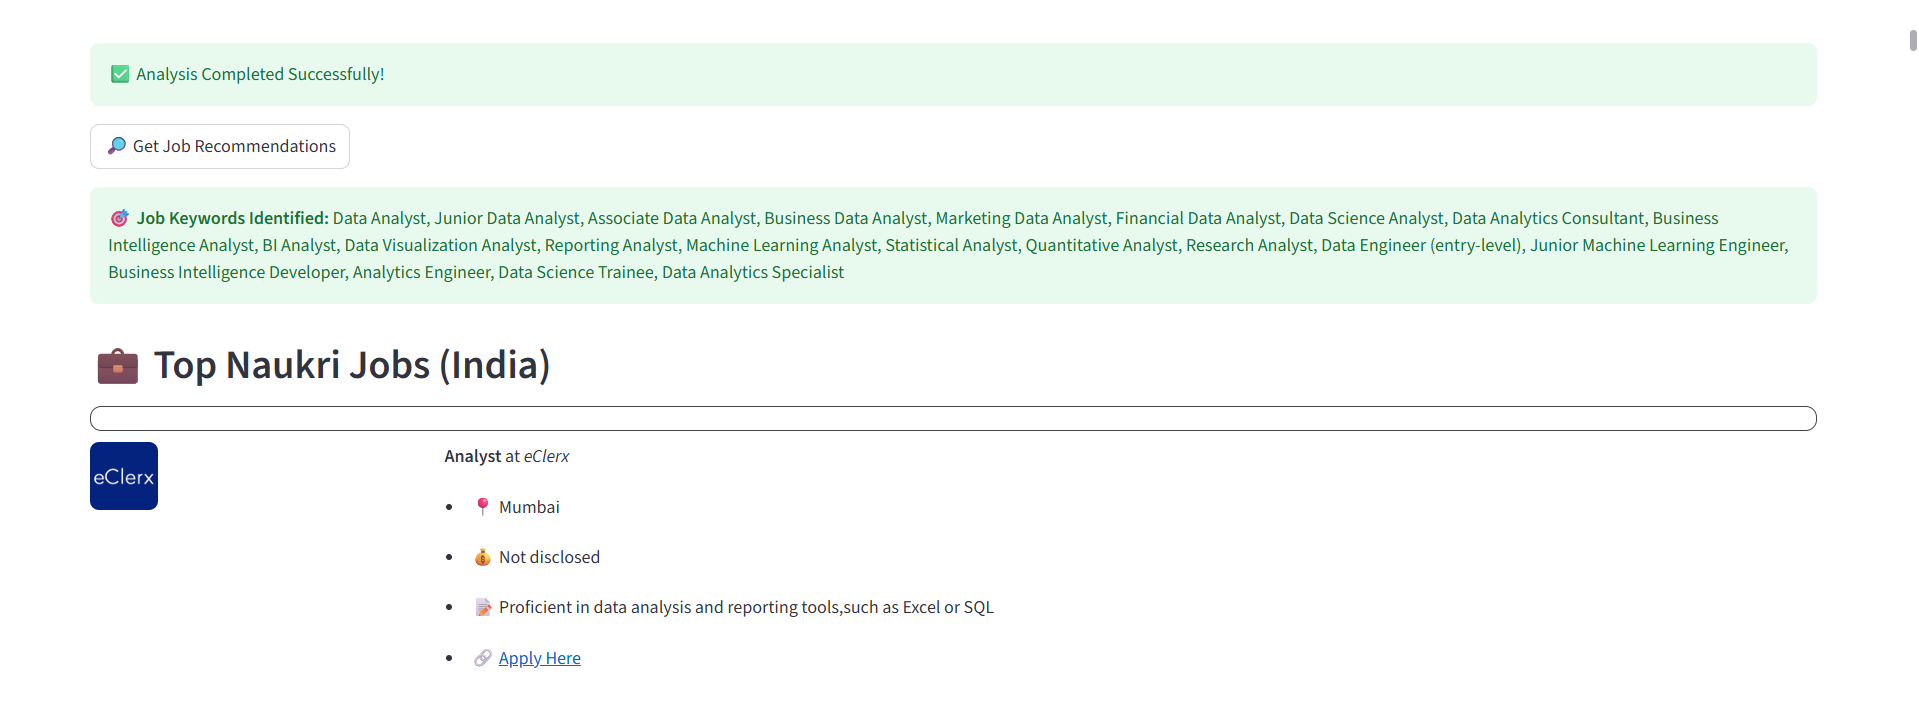 ✅ Analysis Completed Successfully!
🔎 Get Job Recommendations
🎯 Job Keywords Identified: Data Analyst, Junior Data Analyst, Associate Data Analyst, Business Data Analyst, Marketing Data Analyst, Financial Data Analyst, Data Science Analyst, Data Analytics Consultant, Business
Intelligence Analyst, BI Analyst, Data Visualization Analyst, Reporting Analyst, Machine Learning Analyst, Statistical Analyst, Quantitative Analyst, Research Analyst, Data Engineer (entry-level), Junior Machine Learning Engineer,
Business Intelligence Developer, Analytics Engineer, Data Science Trainee, Data Analytics Specialist
💼 Top Naukri Jobs (India)
eClerx
Analyst at eClerx
• 📍 Mumbai
• 💰 Not disclosed
• 📝 Proficient in data analysis and reporting tools,such as Excel or SQL
• 🔗 Apply Here